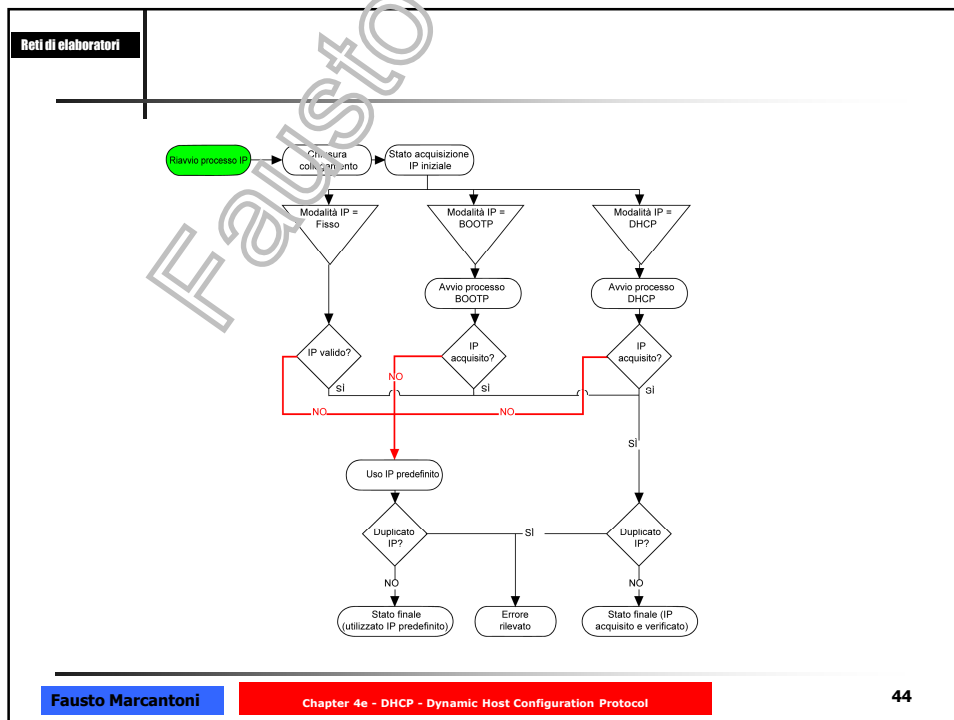 Reti di elaboratori
Fausto
Riavvio processo IP
Chiusura
collegamento
Stato acquisizione
IP iniziale
Modalità IP =
Fisso
Modalità IP =
BOOTP
Modalità IP =
DHCP
Avvio processo
BOOTP
Avvio processo
DHCP
IP valido?
IP
acquisito?
IP
acquisito?
NO
SÌ
SÌ
SÌ
NO
NO
SÌ
Uso IP predefinito
Duplicato
IP?
SÌ
Duplicato
IP?
NO
NO
Stato finale
(utilizzato IP predefinito)
Errore
rilevato
Stato finale (IP
acquisito e verificato)
Fausto Marcantoni
Chapter 4e - DHCP - Dynamic Host Configuration Protocol
44